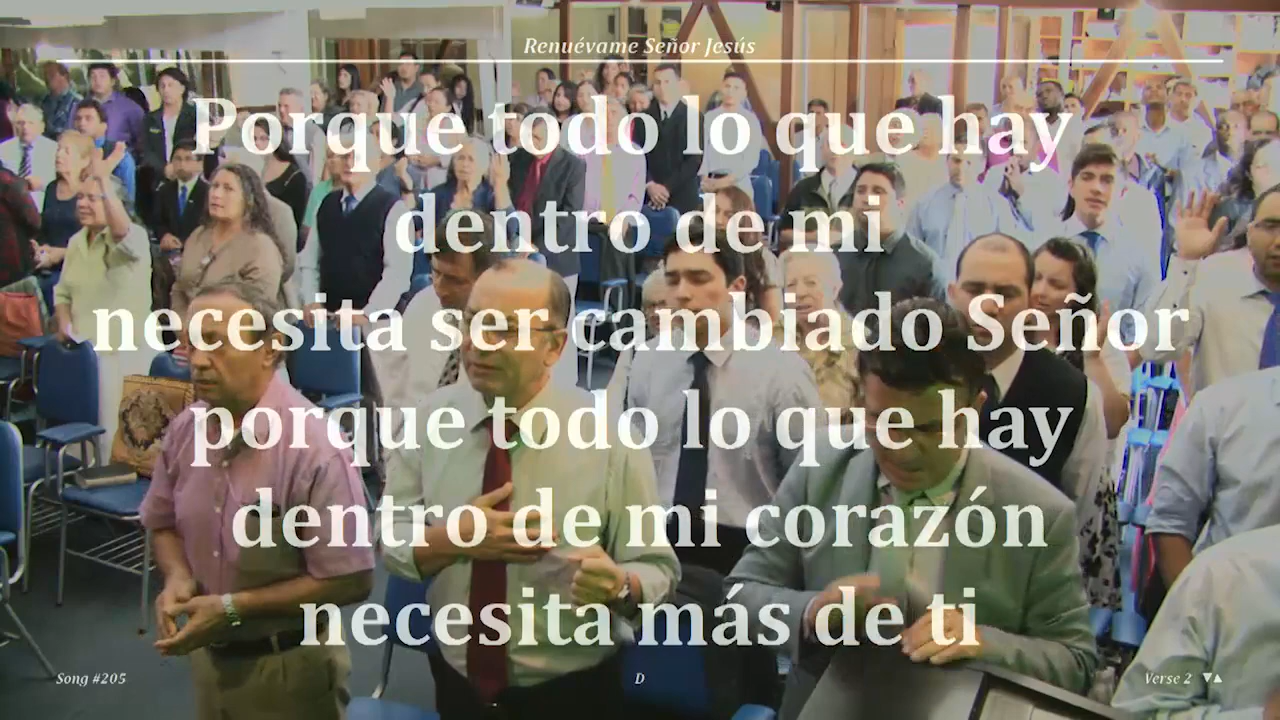 Renuévame Señor Jesús
Porque todo lo que hay
dentro de mi
necesita ser cambiado Señor
porque todo lo que hay
dentro de mi corazón
necesita más de ti
Song #205
D
Verse 2 ▼▲